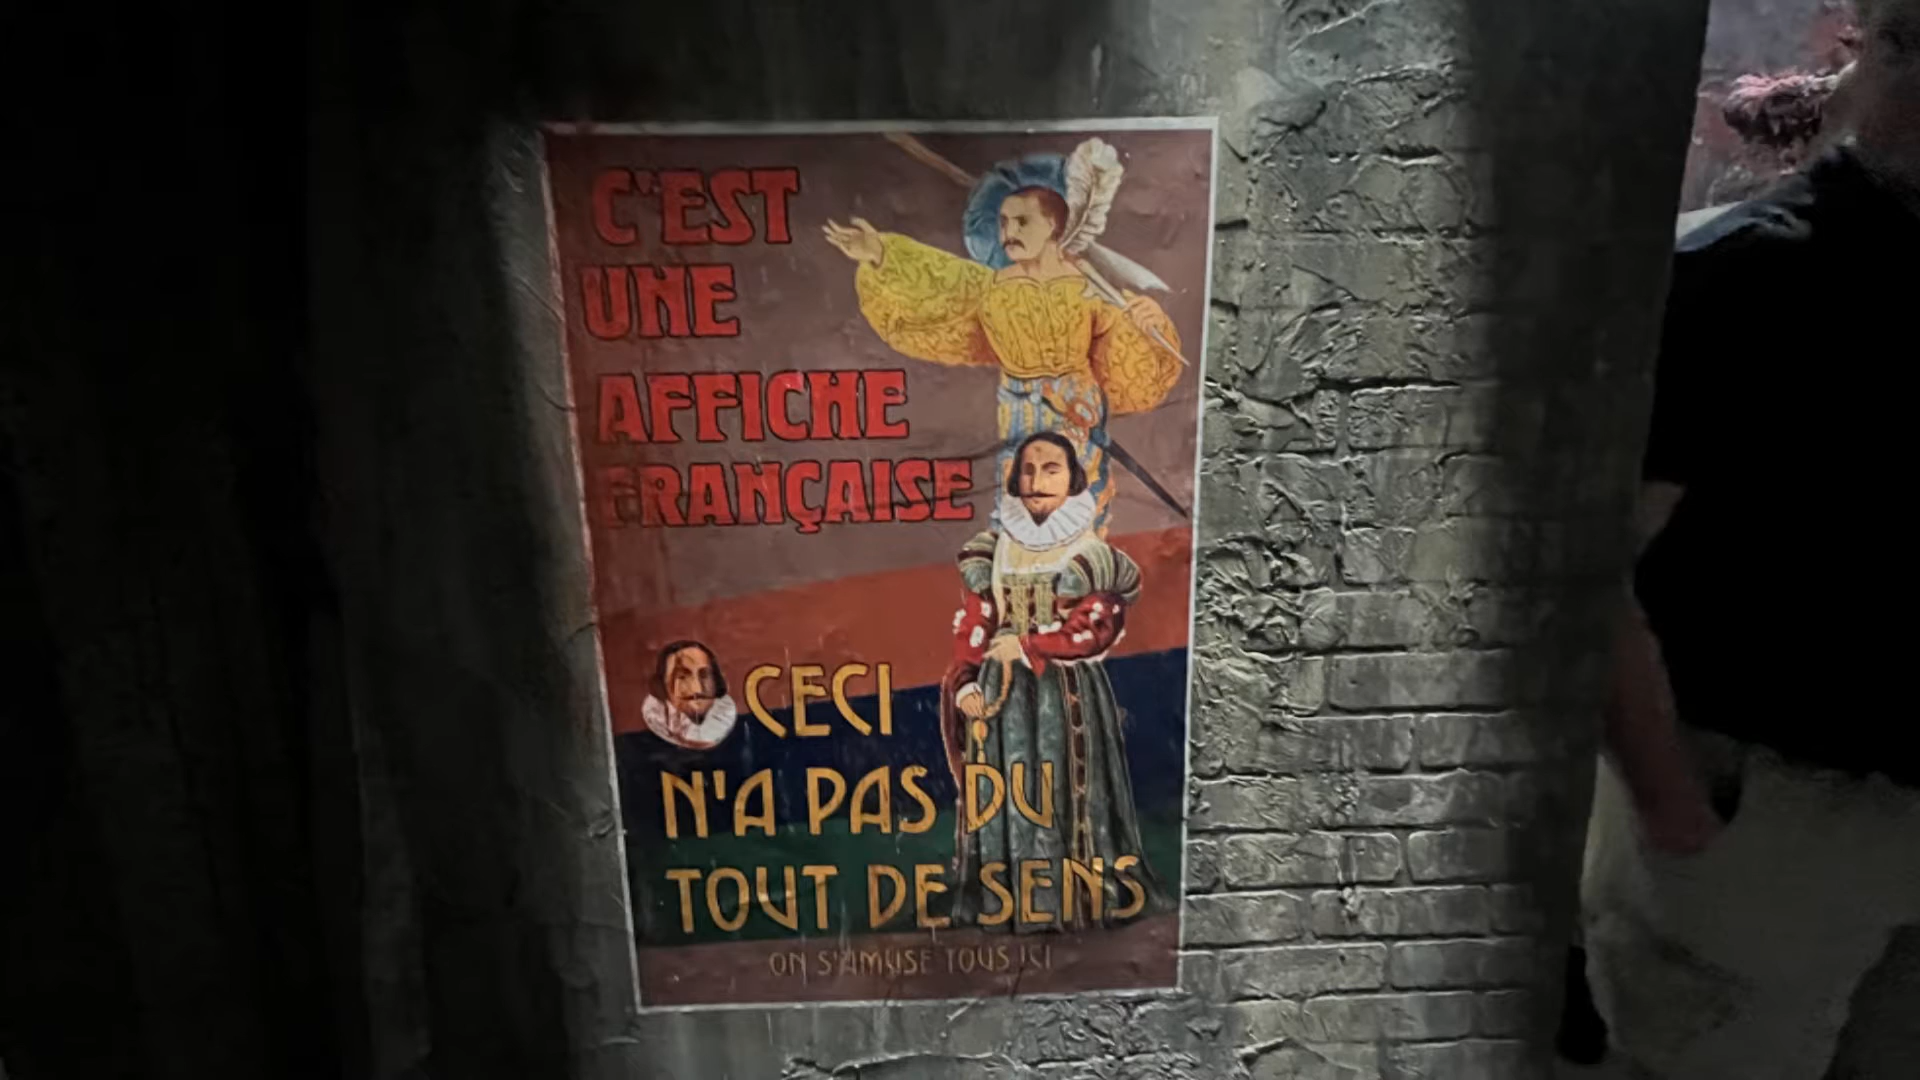 C'EST
UNE
AFFICHE
FRANÇAISE
CECI
N'A PAS DU
TOUT DE SENS
ON S'AMUSE TOUS ICI